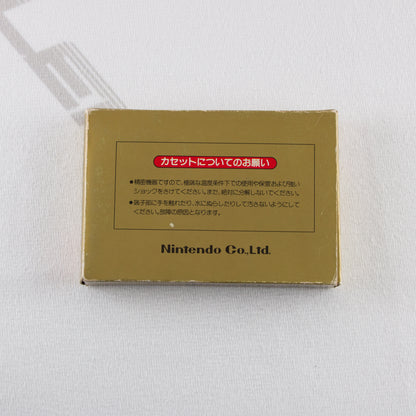 カセットについてのお願い
●精密機器ですので、極端な温度条件下での使用や保管および強い
ショックをさけてください。また、絶対に分解しないでください。
●端子部に手を触れたり、水にぬらしたりして汚さないようにして
ください。故障の原因となります。
Nintendo Co.,Ltd.